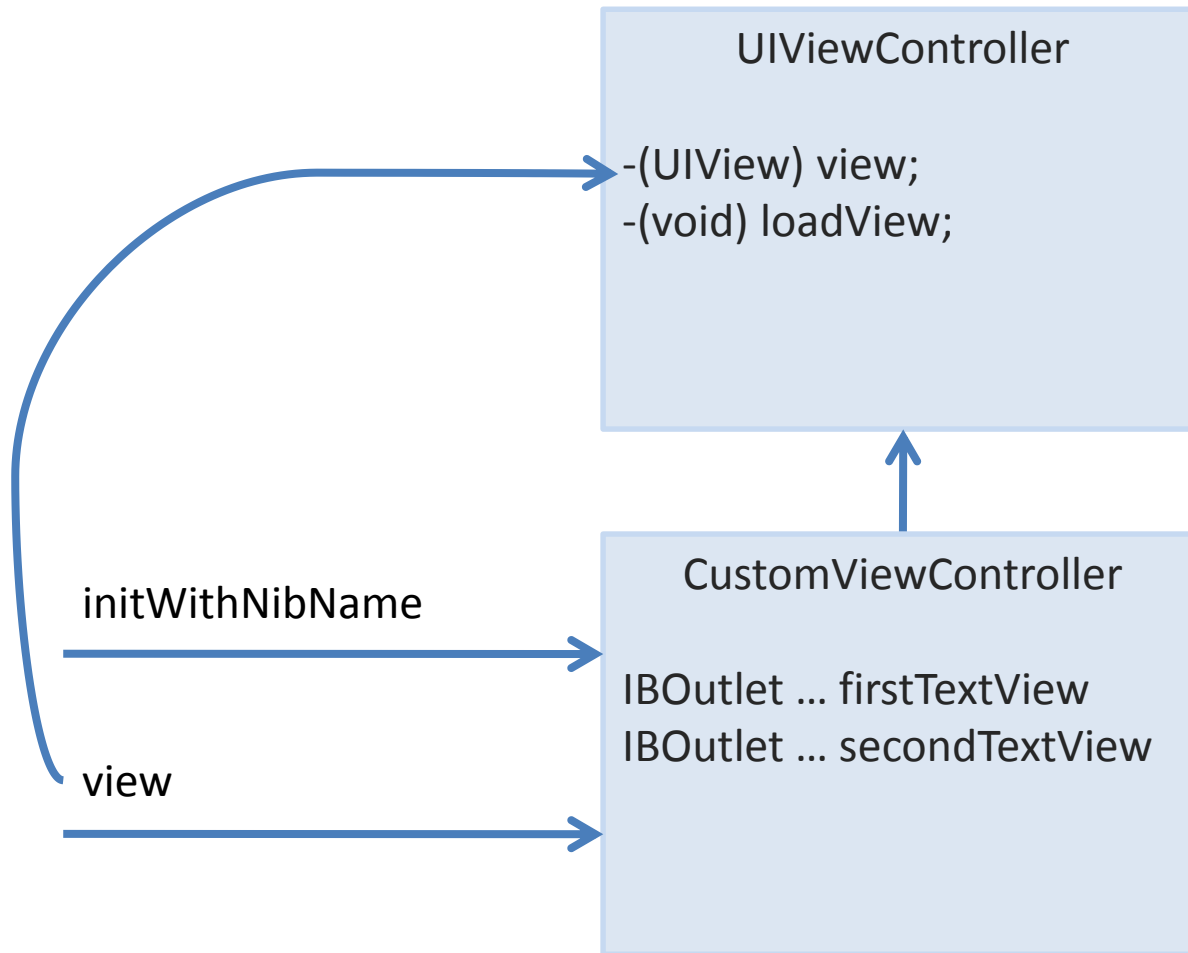 UIViewController
-(UIView) view;
-(void) loadView;
initWithNibName
view
CustomViewController
IBOutlet … firstTextView
IBOutlet … secondTextView